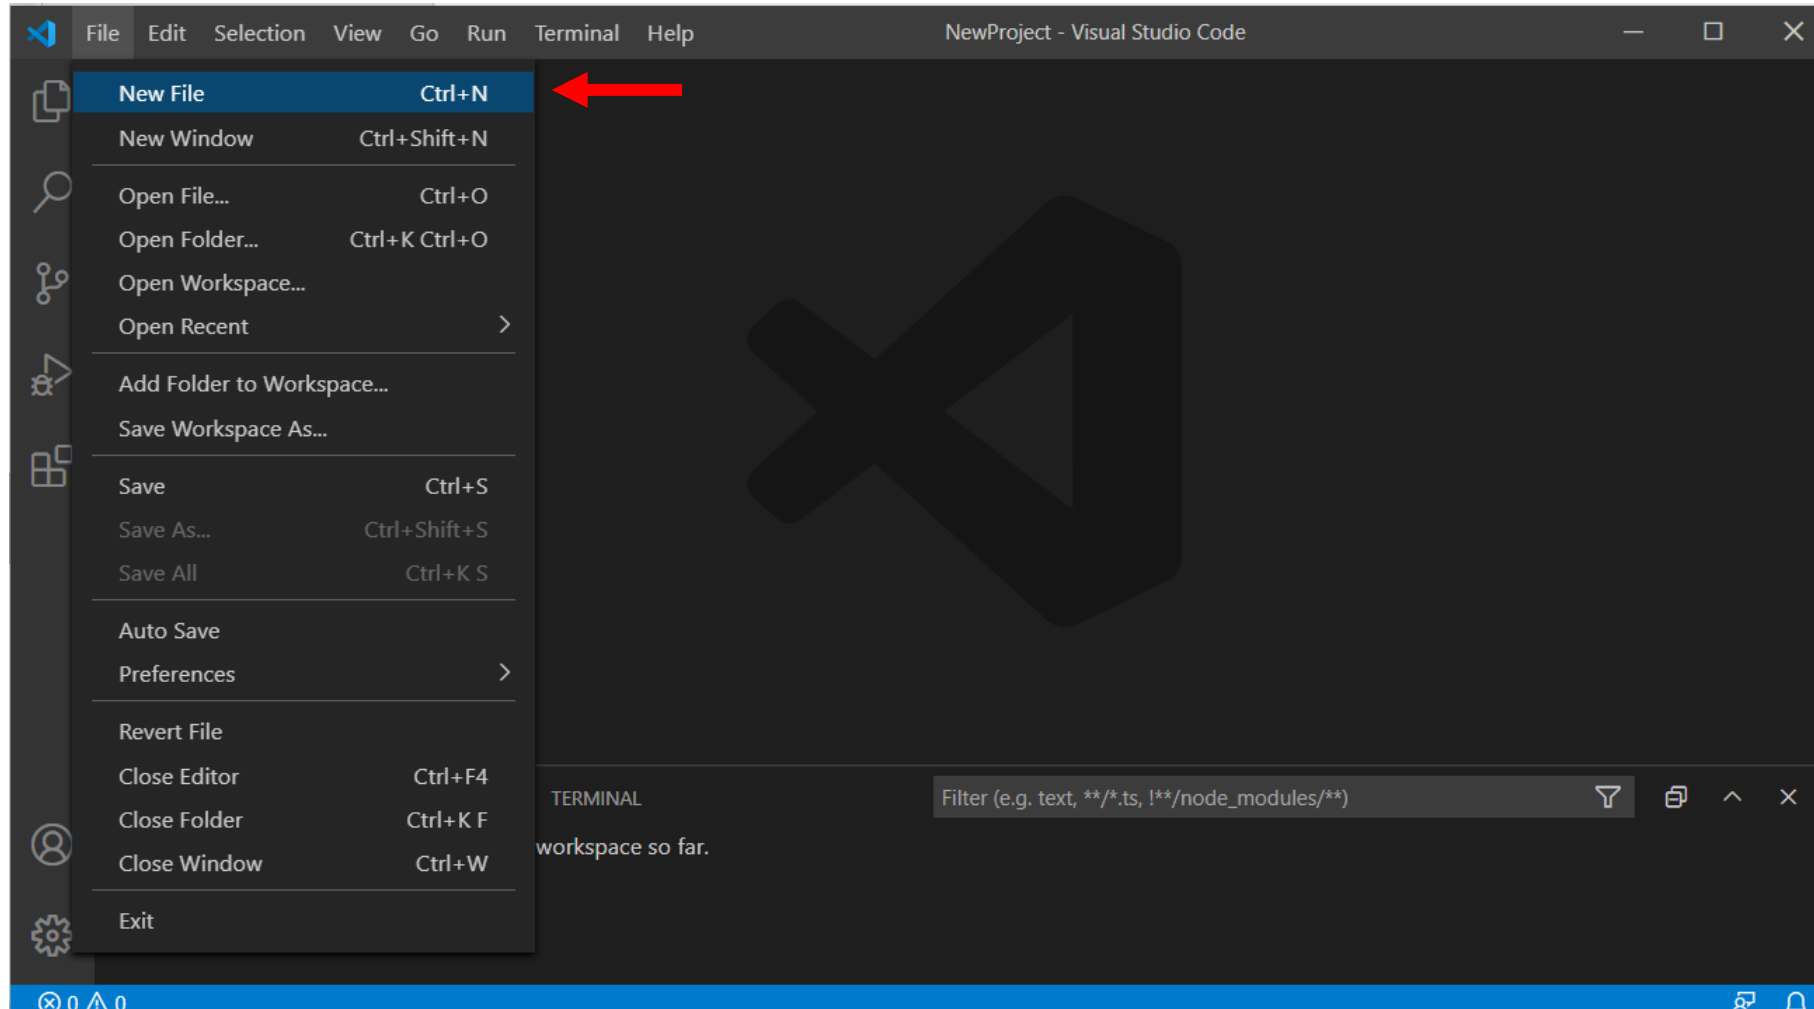 File Edit Selection View Go Run Terminal Help NewProject - Visual Studio Code
New File Ctrl+N
New Window Ctrl+Shift+N
Open File... Ctrl+O
Open Folder... Ctrl+K Ctrl+O
Open Workspace...
Open Recent
Add Folder to Workspace...
Save Workspace As...
Save Ctrl+S
Save As... Ctrl+Shift+S
Save All Ctrl+K S
Auto Save
Preferences
Revert File
Close Editor Ctrl+F4
Close Folder Ctrl+K F
Close Window Ctrl+W
Exit
TERMINAL Filter (e.g. text, **/*.ts, !**/node_modules/**)
workspace so far.
0 0